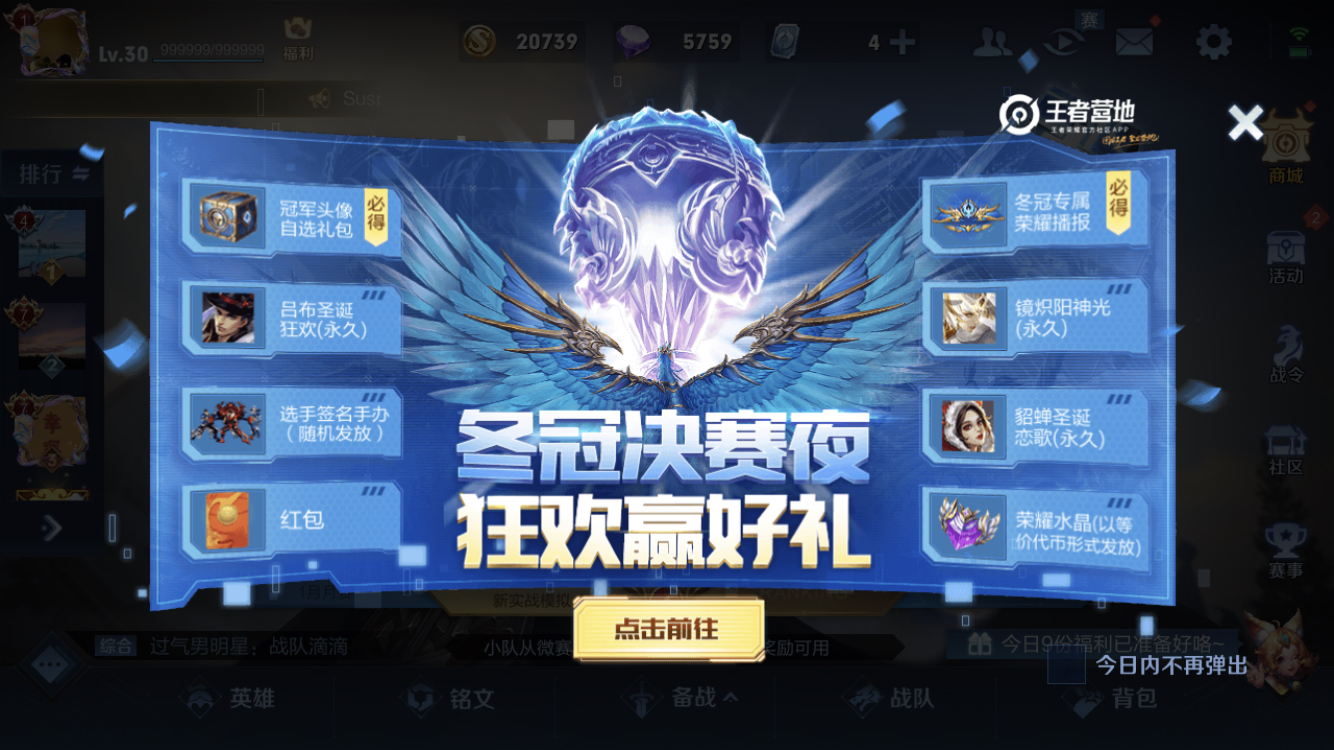 1
Lv.30
999999/999999
福利
20739
5759
4
赛
Susp
王者营地
王者荣耀官方社区APP
排行
商城
冠军头像
自选礼包
必得
冬冠专属
荣耀播报
必得
4
1
2
活动
吕布圣诞
狂欢(永久)
镜炽阳神光
(永久)
7
2
战令
选手签名手办
(随机发放)
貂蝉圣诞
恋歌(永久)
7
3
社区
冬冠决赛夜
狂欢赢好礼
红包
荣耀水晶(以等
价代币形式发放)
赛事
新实战模拟
点击前往
综合
过气男明星：战队滴滴
小队从微赛
奖励可用
今日9份福利已准备好咯~
今日内不再弹出
英雄
铭文
备战
战队
背包